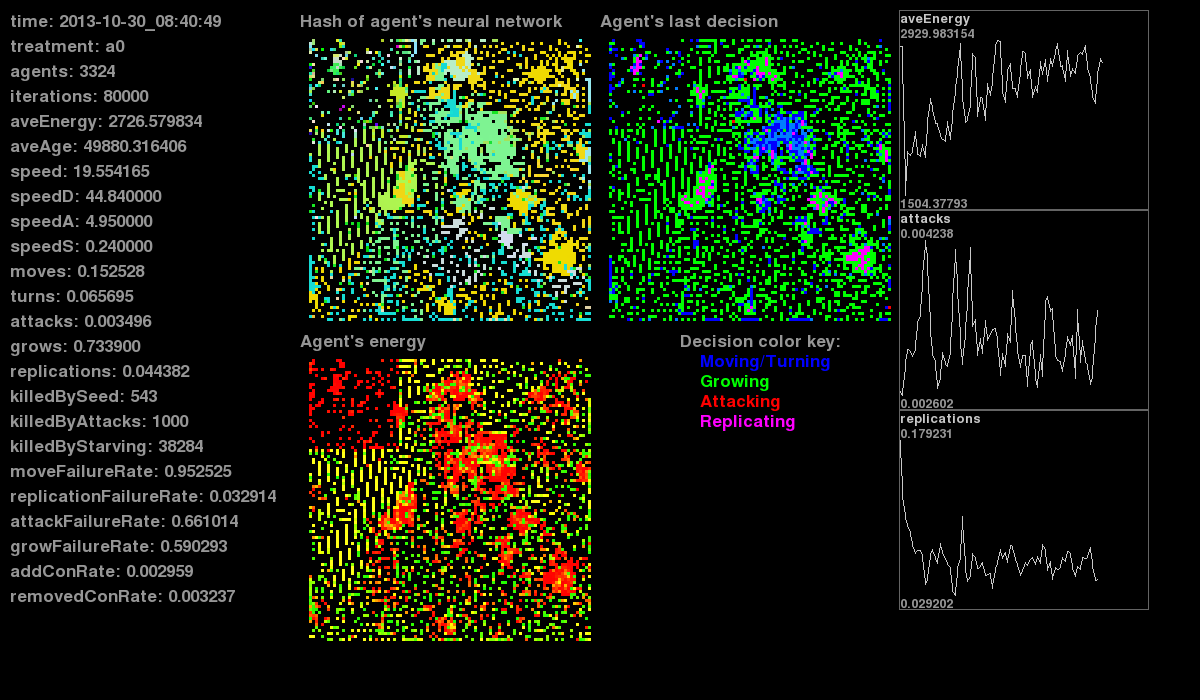 time: 2013-10-30_08:40:49
treatment: a0
agents: 3324
iterations: 80000
aveEnergy: 2726.579834
aveAge: 49880.316406
speed: 19.554165
speedD: 44.840000
speedA: 4.950000
speedS: 0.240000
moves: 0.152528
turns: 0.065695
attacks: 0.003496
grows: 0.733900
replications: 0.044382
killedBySeed: 543
killedByAttacks: 1000
killedByStarving: 38284
moveFailureRate: 0.952525
replicationFailureRate: 0.032914
attackFailureRate: 0.661014
growFailureRate: 0.590293
addConRate: 0.002959
removedConRate: 0.003237
Hash of agent's neural network
Agent's last decision
Agent's energy
Decision color key:
Moving/Turning
Growing
Attacking
Replicating
aveEnergy
2929.983154
1504.37793
attacks
0.004238
0.002602
replications
0.179231
0.029202